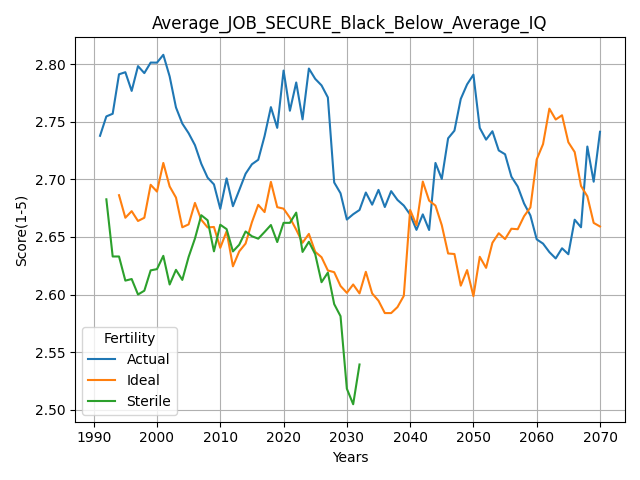 Average_JOB_SECURE_Black_Below_Average_IQ
Score(1-5)
2.80
2.75
2.70
2.65
2.60
2.55
2.50
Fertility
Actual
Ideal
Sterile
1990 2000 2010 2020 2030 2040 2050 2060 2070
Years